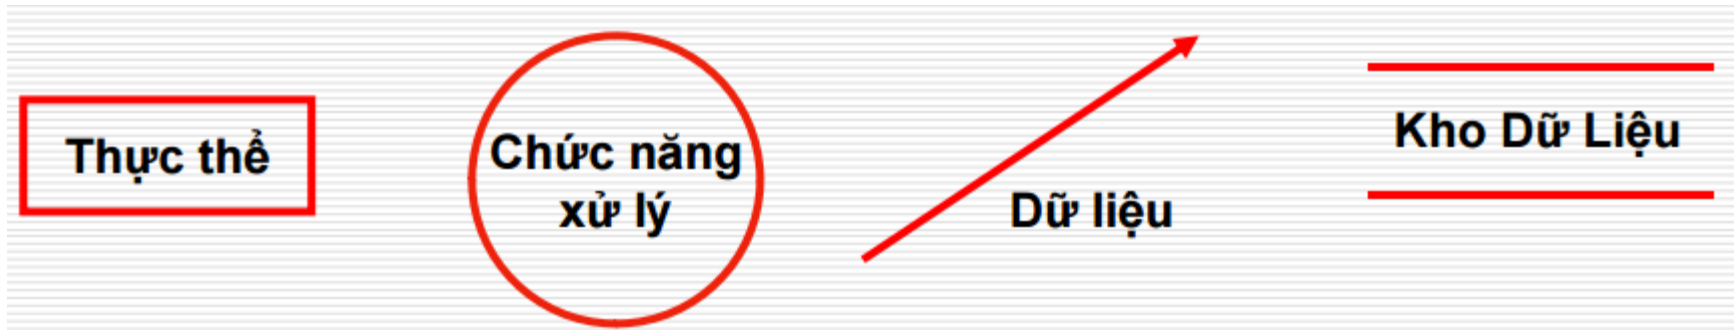 Thực thể
Chức năng
xử lý
Dữ liệu
Kho Dữ Liệu